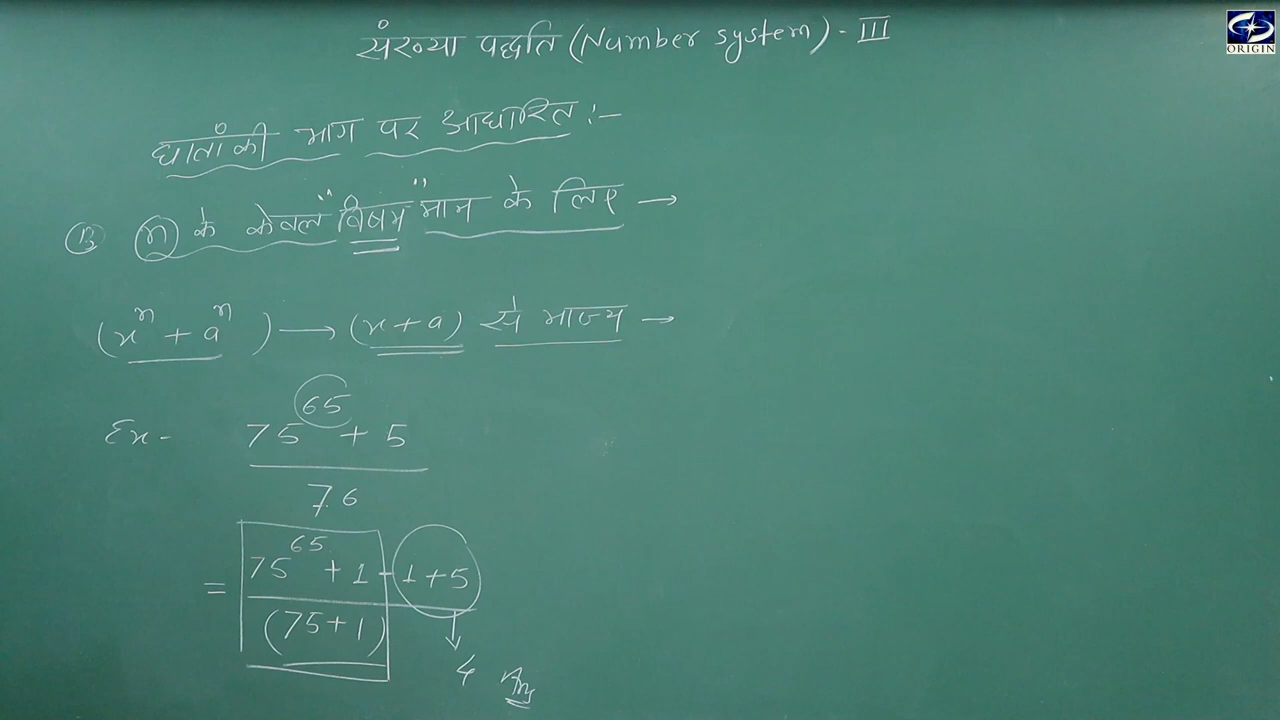 संख्या पद्धति (Number system) - III
ORIGIN
घातांकी भाग पर आधारित :-
(B) (n) के केवल "विषम" मान के लिए →
(x^n + a^n) → (x + a) से भाज्य →
Ex- 75^65 + 5
76
= 75^65 + 1 - 1 + 5
(75 + 1)
4 Ans